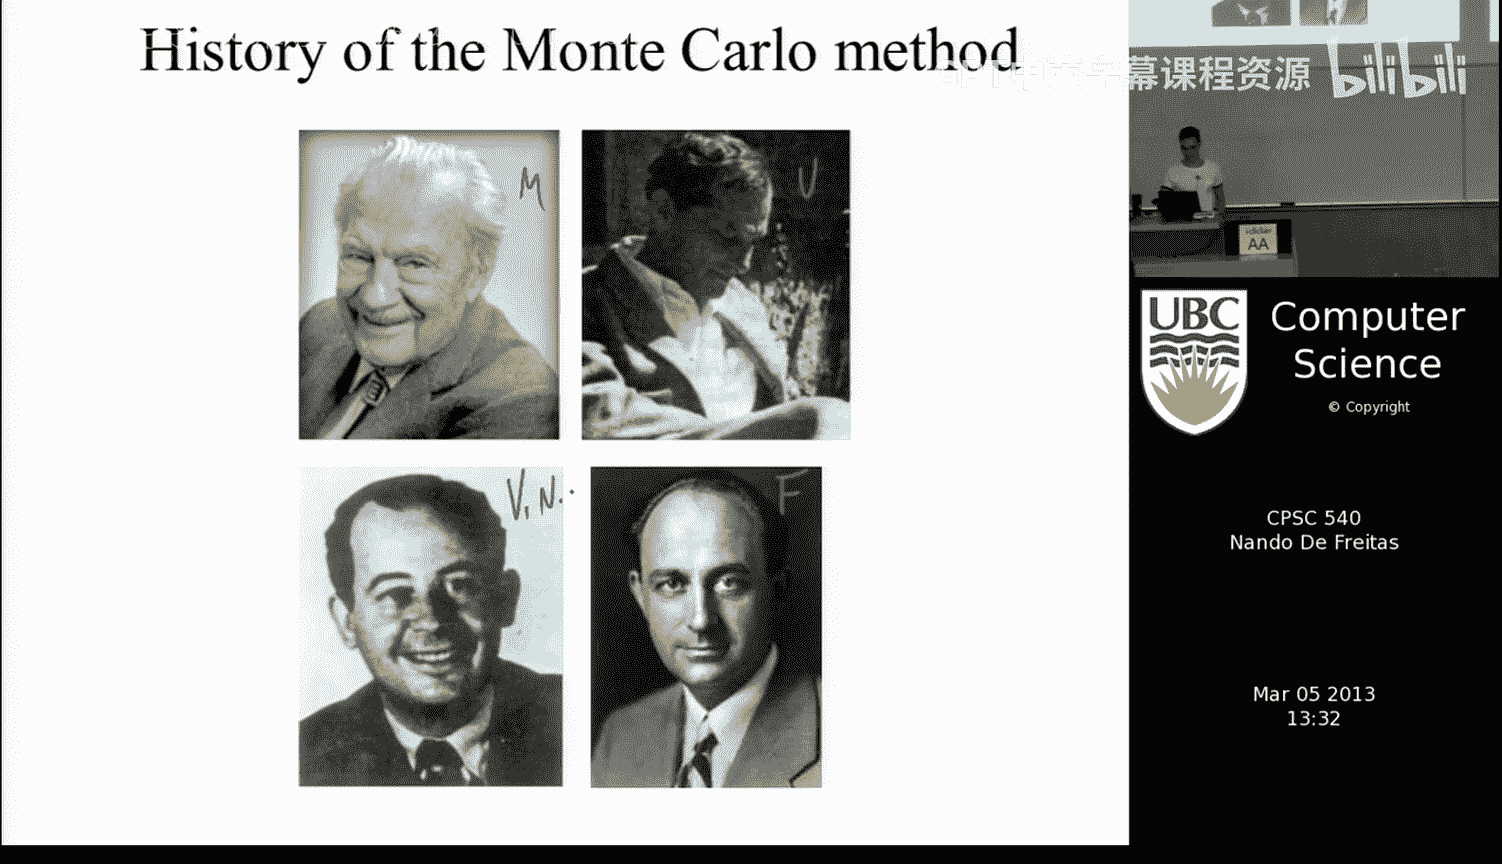 History of the Monte Carlo method
幕课程资源 bilibili
M
U
V.N.
F
AA
UBC
Computer
Science
© Copyright
CPSC 540
Nando De Freitas
Mar 05 2013
13:32